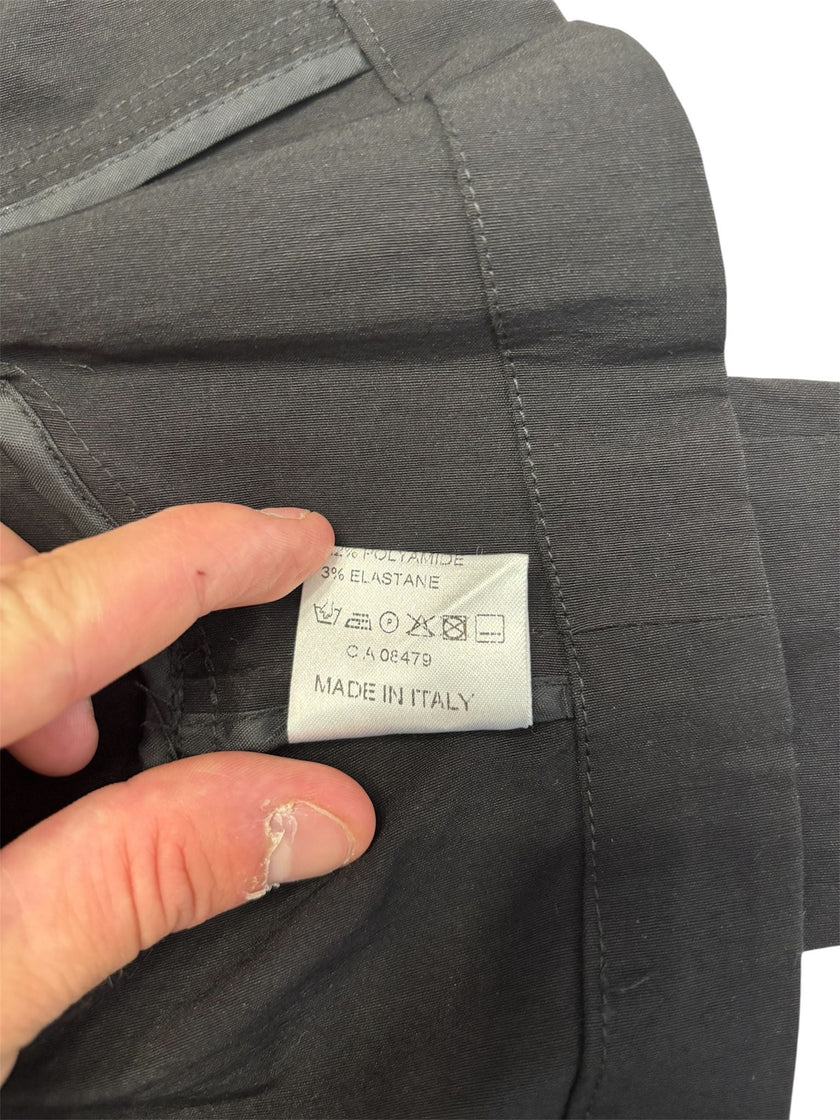 POLYAMIDE
3% ELASTANE
P
C.A 08479
MADE IN ITALY